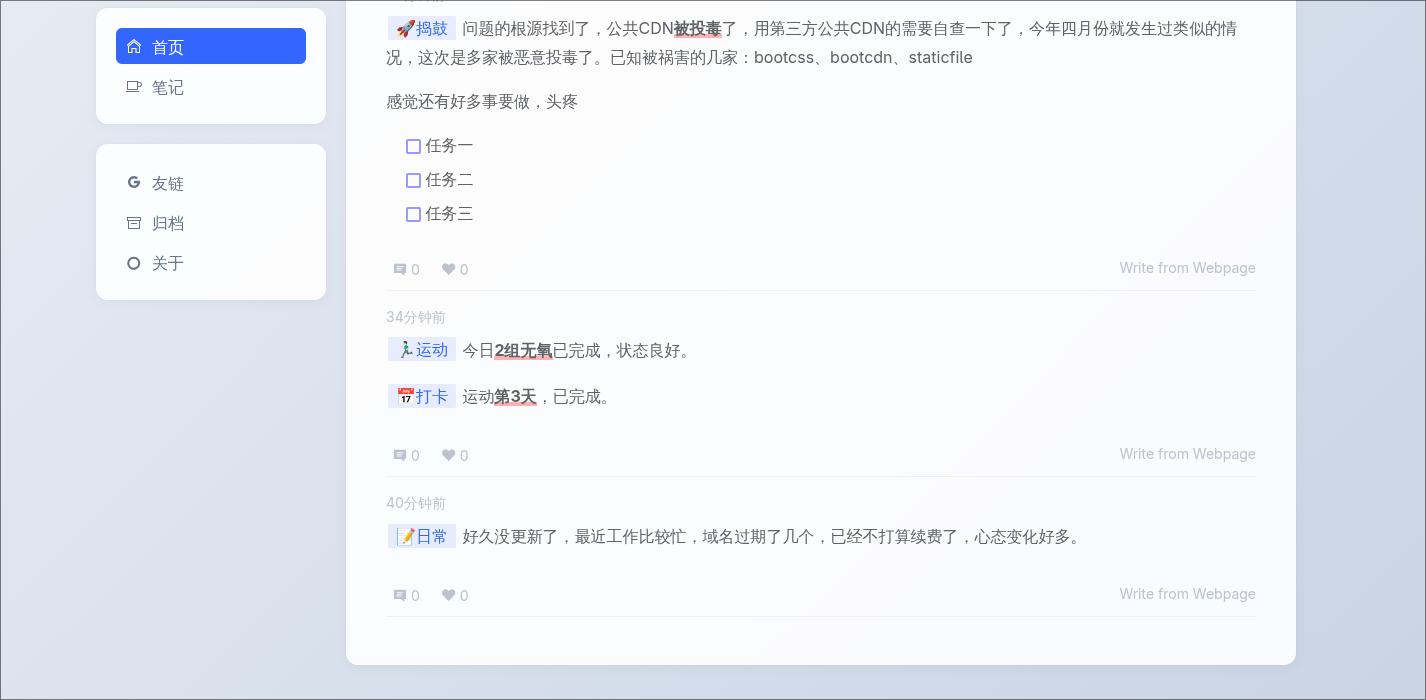 首页
笔记
友链
归档
关于
🚀捣鼓 问题的根源找到了，公共CDN被投毒了，用第三方公共CDN的需要自查一下了，今年四月份就发生过类似的情
况，这次是多家被恶意投毒了。已知被祸害的几家：bootcss、bootcdn、staticfile
感觉还有好多事要做，头疼
任务一
任务二
任务三
0 0 Write from Webpage
34分钟前
🏃运动 今日2组无氧已完成，状态良好。
📅打卡 运动第3天，已完成。
0 0 Write from Webpage
40分钟前
📝日常 好久没更新了，最近工作比较忙，域名过期了几个，已经不打算续费了，心态变化好多。
0 0 Write from Webpage